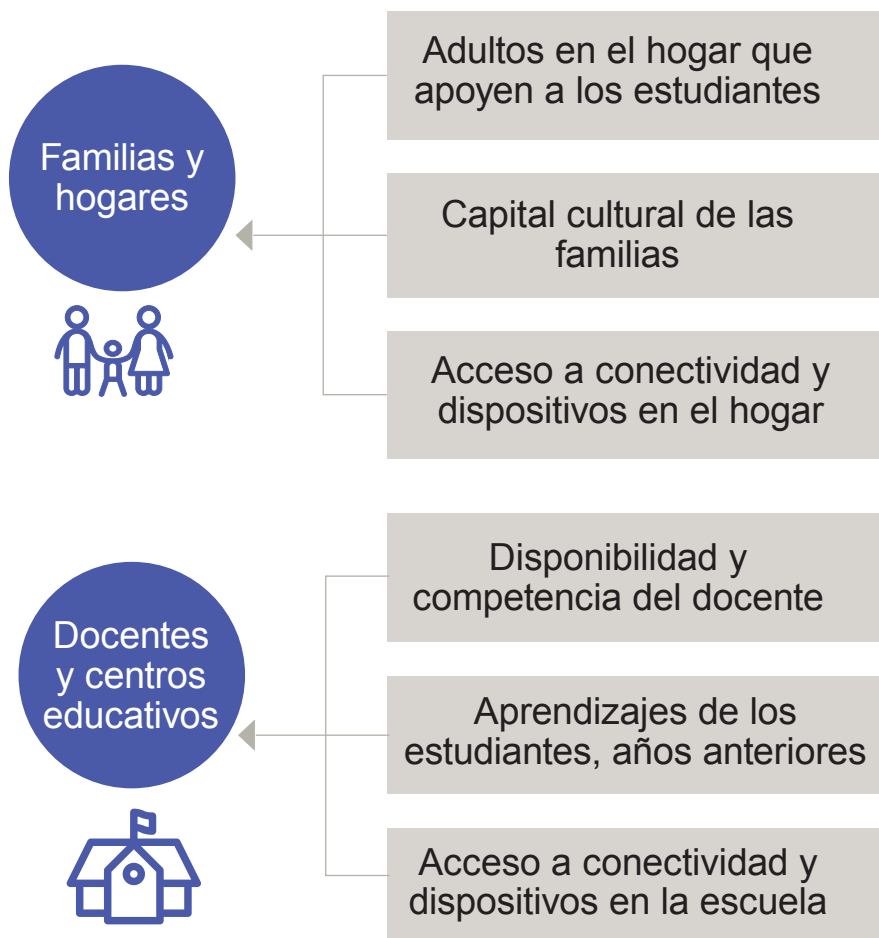 Familias y
hogares
Adultos en el hogar que
apoyen a los estudiantes
Capital cultural de las
familias
Acceso a conectividad y
dispositivos en el hogar
Docentes
y centros
educativos
Disponibilidad y
competencia del docente
Aprendizajes de los
estudiantes, años anteriores
Acceso a conectividad y
dispositivos en la escuela